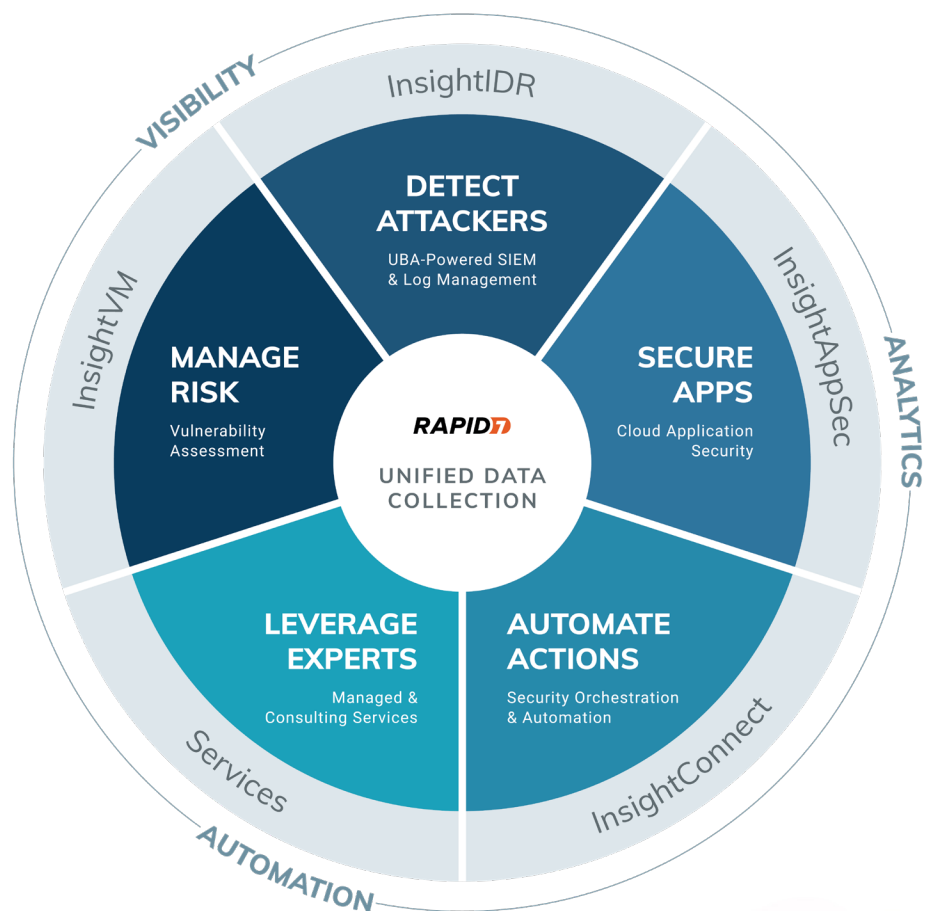 VISIBILITY
InsightIDR
DETECT
ATTACKERS
UBA-Powered SIEM
& Log Management
InsightVM
MANAGE
RISK
Vulnerability
Assessment
InsightAppSec
SECURE
APPS
Cloud Application
Security
ANALYTICS
RAPID7
UNIFIED DATA
COLLECTION
LEVERAGE
EXPERTS
Managed &
Consulting Services
Services
AUTOMATE
ACTIONS
Security Orchestration
& Automation
InsightConnect
AUTOMATION